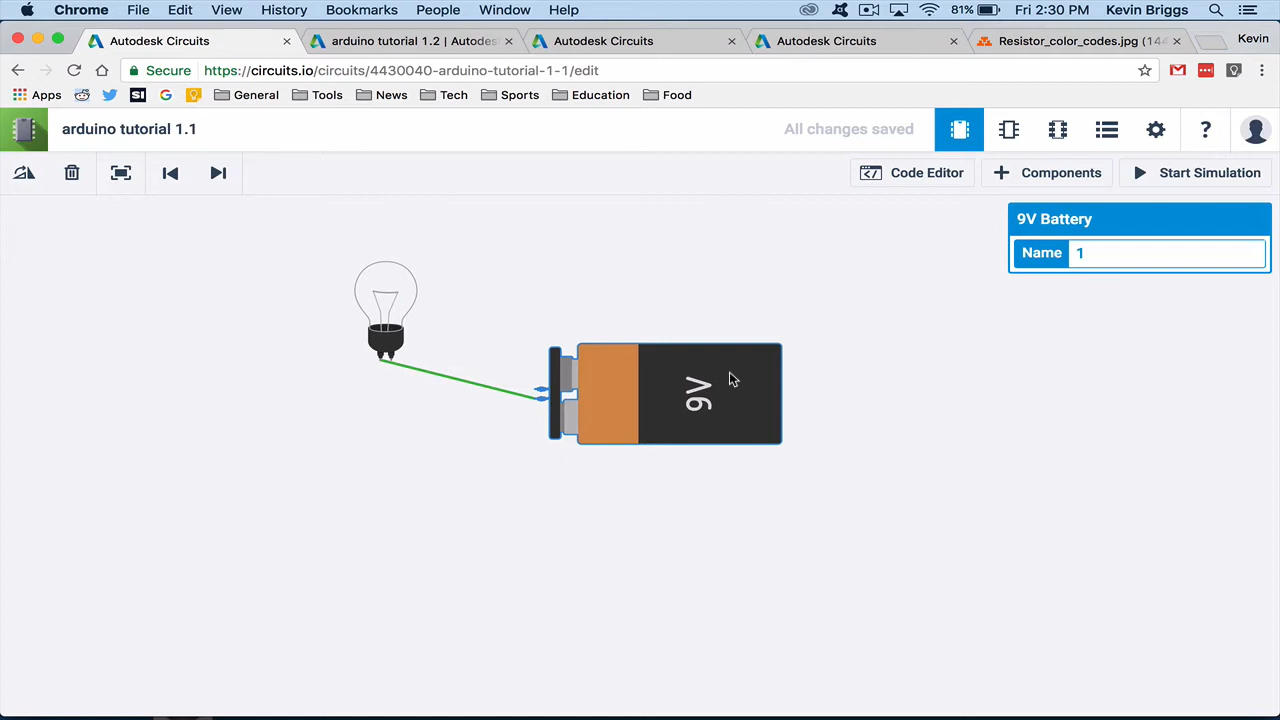 Chrome File Edit View History Bookmarks People Window Help 81% Fri 2:30 PM Kevin Briggs
Autodesk Circuits × arduino tutorial 1.2 | Autodes × Autodesk Circuits × Autodesk Circuits × Resistor_color_codes.jpg (144 × Kevin
Secure https://circuits.io/circuits/4430040-arduino-tutorial-1-1/edit
Apps SI G General Tools News Tech Sports Education Food
arduino tutorial 1.1 All changes saved ?
Code Editor + Components Start Simulation
9V Battery
Name 1
9V